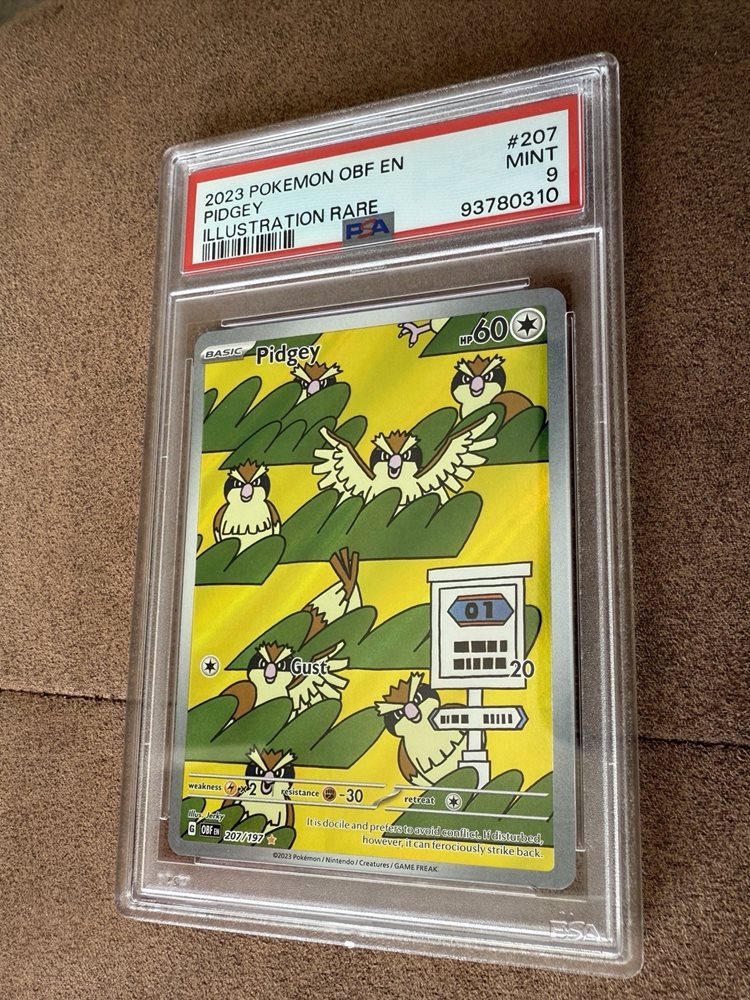 2023 POKEMON OBF EN #207
PIDGEY MINT
ILLUSTRATION RARE 9
PSA 93780310
BASIC Pidgey HP60
01
Gust 20
weakness ×2 resistance -30 retreat
Illus. Jerky
G OBF EN 207/197
It is docile and prefers to avoid conflict. If disturbed,
however, it can ferociously strike back.
©2023 Pokémon / Nintendo / Creatures / GAME FREAK
PSA